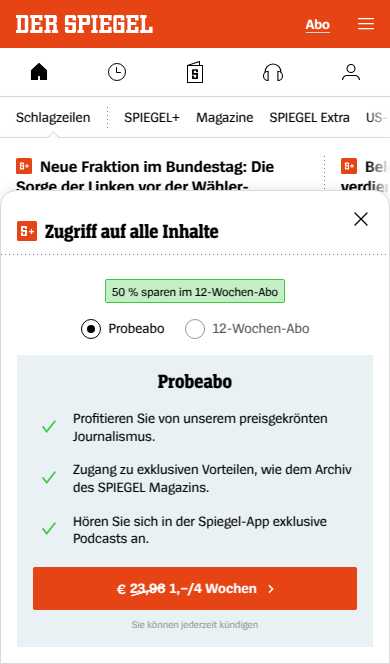 DER SPIEGEL
Abo
Schlagzeilen SPIEGEL+ Magazine SPIEGEL Extra US-
S+ Neue Fraktion im Bundestag: Die
Sorge der Linken vor der Wähler-
S+
Zugriff auf alle Inhalte
50 % sparen im 12-Wochen-Abo
Probeabo
12-Wochen-Abo
Probeabo
Profitieren Sie von unserem preisgekrönten
Journalismus.
Zugang zu exklusiven Vorteilen, wie dem Archiv
des SPIEGEL Magazins.
Hören Sie sich in der Spiegel-App exklusive
Podcasts an.
€ 23,96 1,–/4 Wochen
Sie können jederzeit kündigen